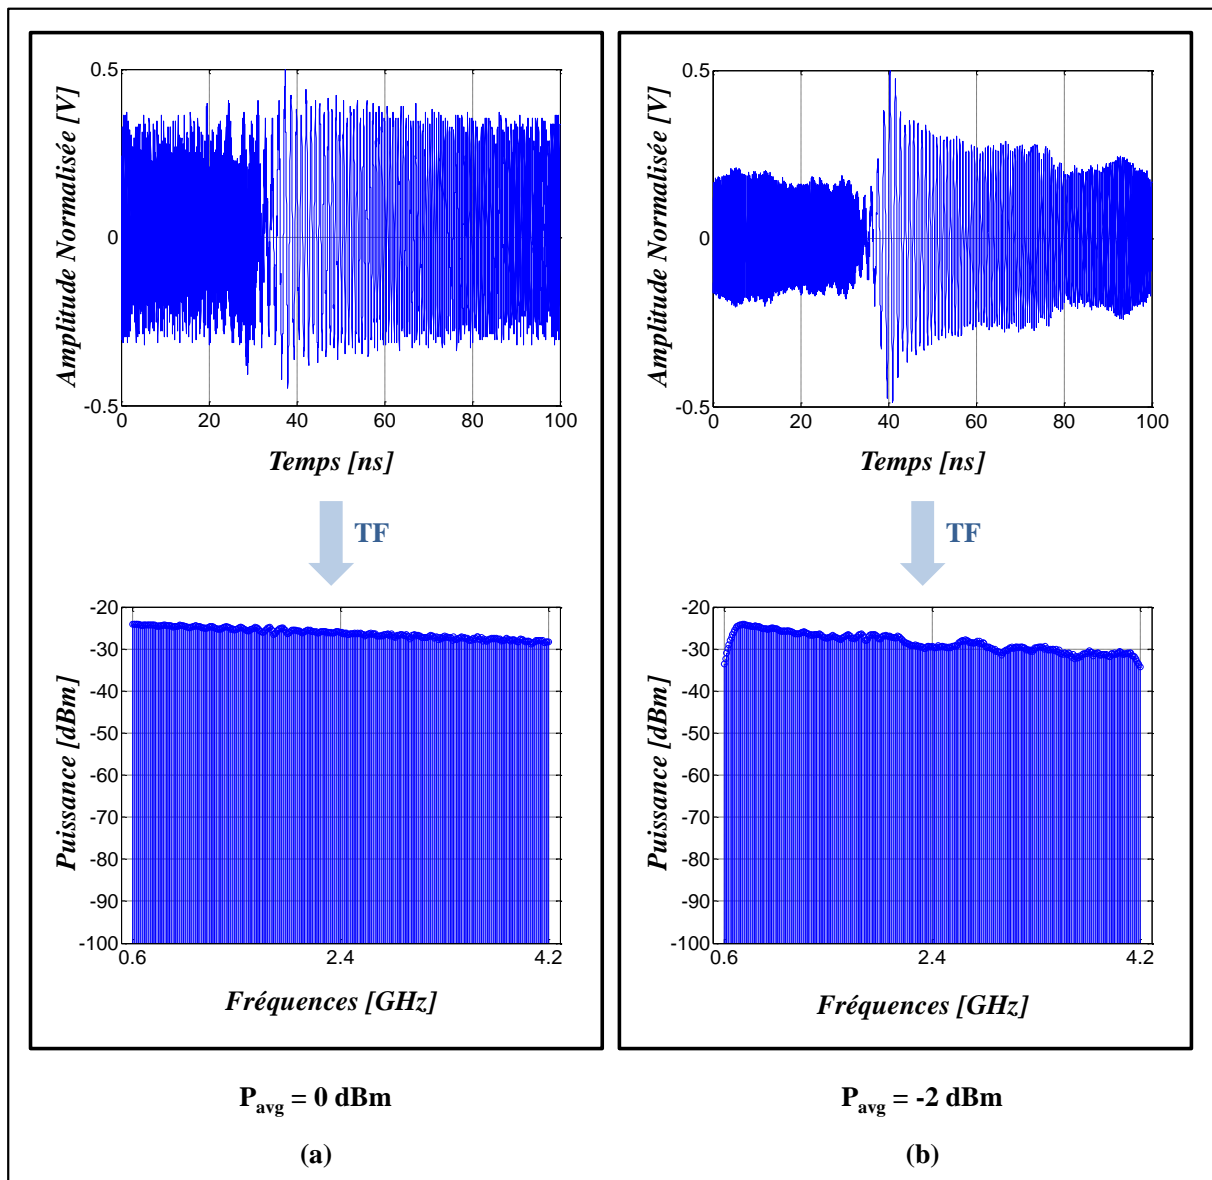 Amplitude Normalisée [V]
0.5
0
-0.5
0 20 40 60 80 100
Temps [ns]
TF
Puissance [dBm]
-20
-30
-40
-50
-60
-70
-80
-90
-100
0.6 2.4 4.2
Fréquences [GHz]
P_avg = 0 dBm
(a)
Amplitude Normalisée [V]
0.5
0
-0.5
0 20 40 60 80 100
Temps [ns]
TF
Puissance [dBm]
-20
-30
-40
-50
-60
-70
-80
-90
-100
0.6 2.4 4.2
Fréquences [GHz]
P_avg = -2 dBm
(b)